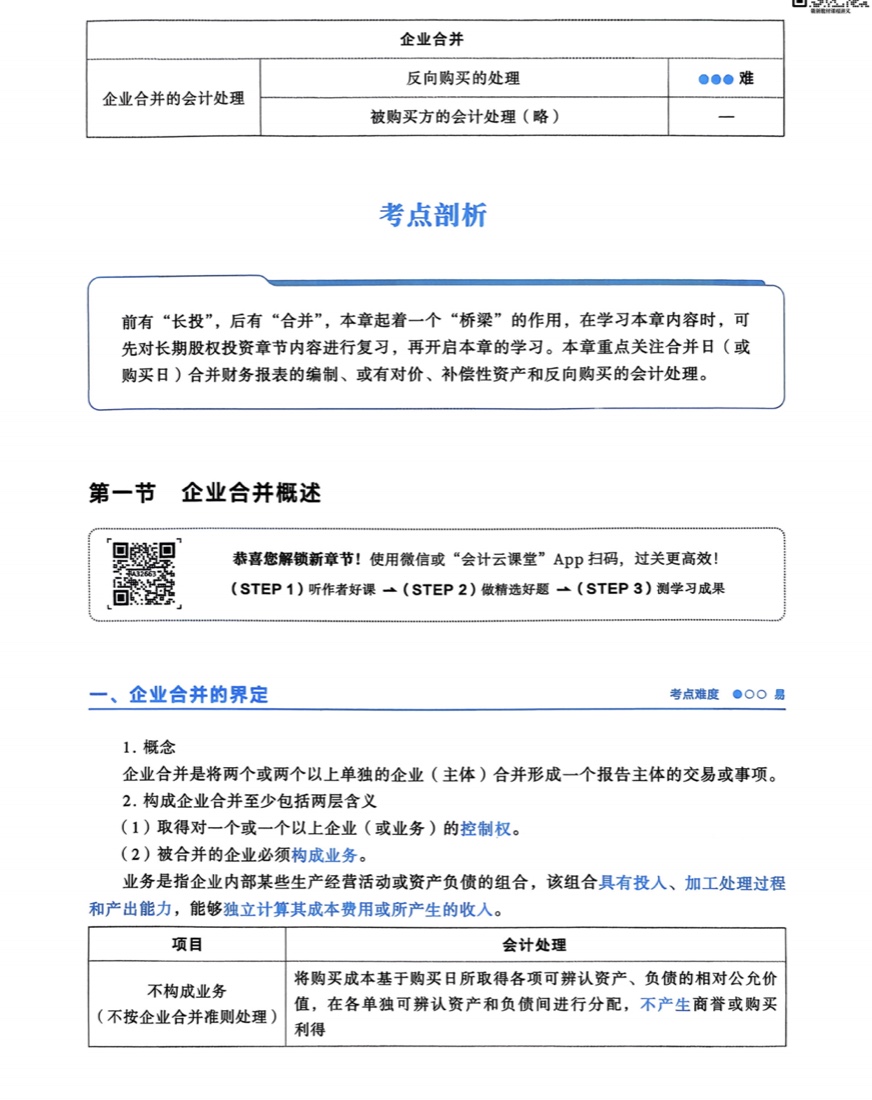 企业合并
企业合并的会计处理
反向购买的处理
难
被购买方的会计处理（略）
—
考点剖析
前有“长投”，后有“合并”，本章起着一个“桥梁”的作用，在学习本章内容时，可
先对长期股权投资章节内容进行复习，再开启本章的学习。本章重点关注合并日（或
购买日）合并财务报表的编制、或有对价、补偿性资产和反向购买的会计处理。
第一节 企业合并概述
恭喜您解锁新章节！使用微信或“会计云课堂”App 扫码，过关更高效！
（STEP 1）听作者好课 ⇀（STEP 2）做精选好题 ⇀（STEP 3）测学习成果
一、企业合并的界定
考点难度 ●○○ 易
1. 概念
企业合并是将两个或两个以上单独的企业（主体）合并形成一个报告主体的交易或事项。
2. 构成企业合并至少包括两层含义
（1）取得对一个或一个以上企业（或业务）的控制权。
（2）被合并的企业必须构成业务。
业务是指企业内部某些生产经营活动或资产负债的组合，该组合具有投入、加工处理过程
和产出能力，能够独立计算其成本费用或所产生的收入。
项目
会计处理
不构成业务
（不按企业合并准则处理）
将购买成本基于购买日所取得各项可辨认资产、负债的相对公允价
值，在各单独可辨认资产和负债间进行分配，不产生商誉或购买
利得